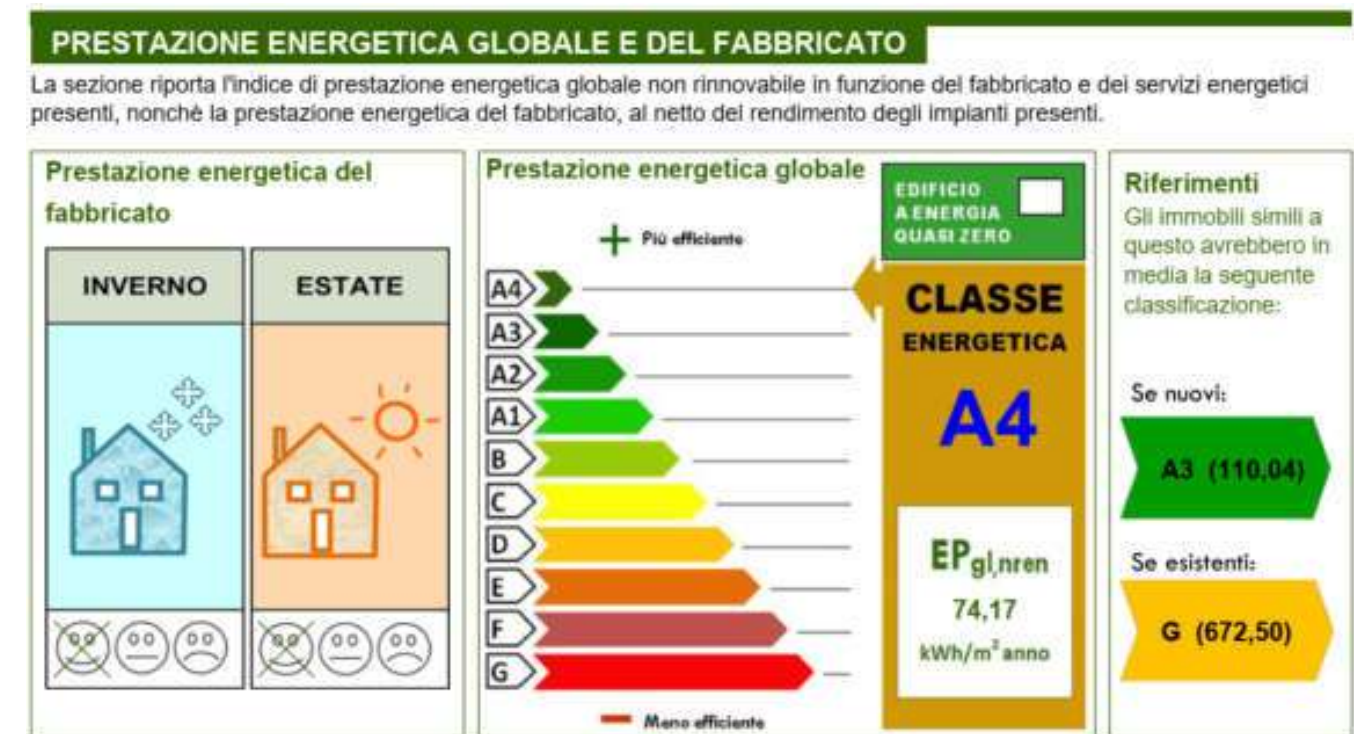 PRESTAZIONE ENERGETICA GLOBALE E DEL FABBRICATO
La sezione riporta l'indice di prestazione energetica globale non rinnovabile in funzione del fabbricato e dei servizi energetici
presenti, nonchè la prestazione energetica del fabbricato, al netto del rendimento degli impianti presenti.
Prestazione energetica del
fabbricato
INVERNO
ESTATE
Prestazione energetica globale
Più efficiente
A4
A3
A2
A1
B
C
D
E
F
G
Meno efficiente
EDIFICIO
A ENERGIA
QUASI ZERO
CLASSE
ENERGETICA
A4
EPgl,nren
74,17
kWh/m² anno
Riferimenti
Gli immobili simili a
questo avrebbero in
media la seguente
classificazione:
Se nuovi:
A3 (110,04)
Se esistenti:
G (672,50)